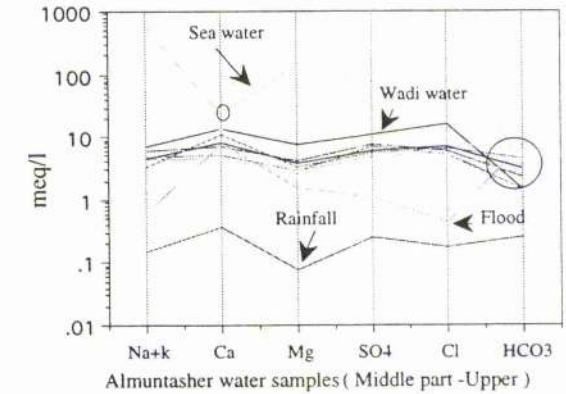 1000
Sea water
100
Wadi water
10
meq/l
1
Rainfall
Flood
.1
.01
Na+k Ca Mg SO4 Cl HCO3
Almuntasher water samples ( Middle part -Upper )